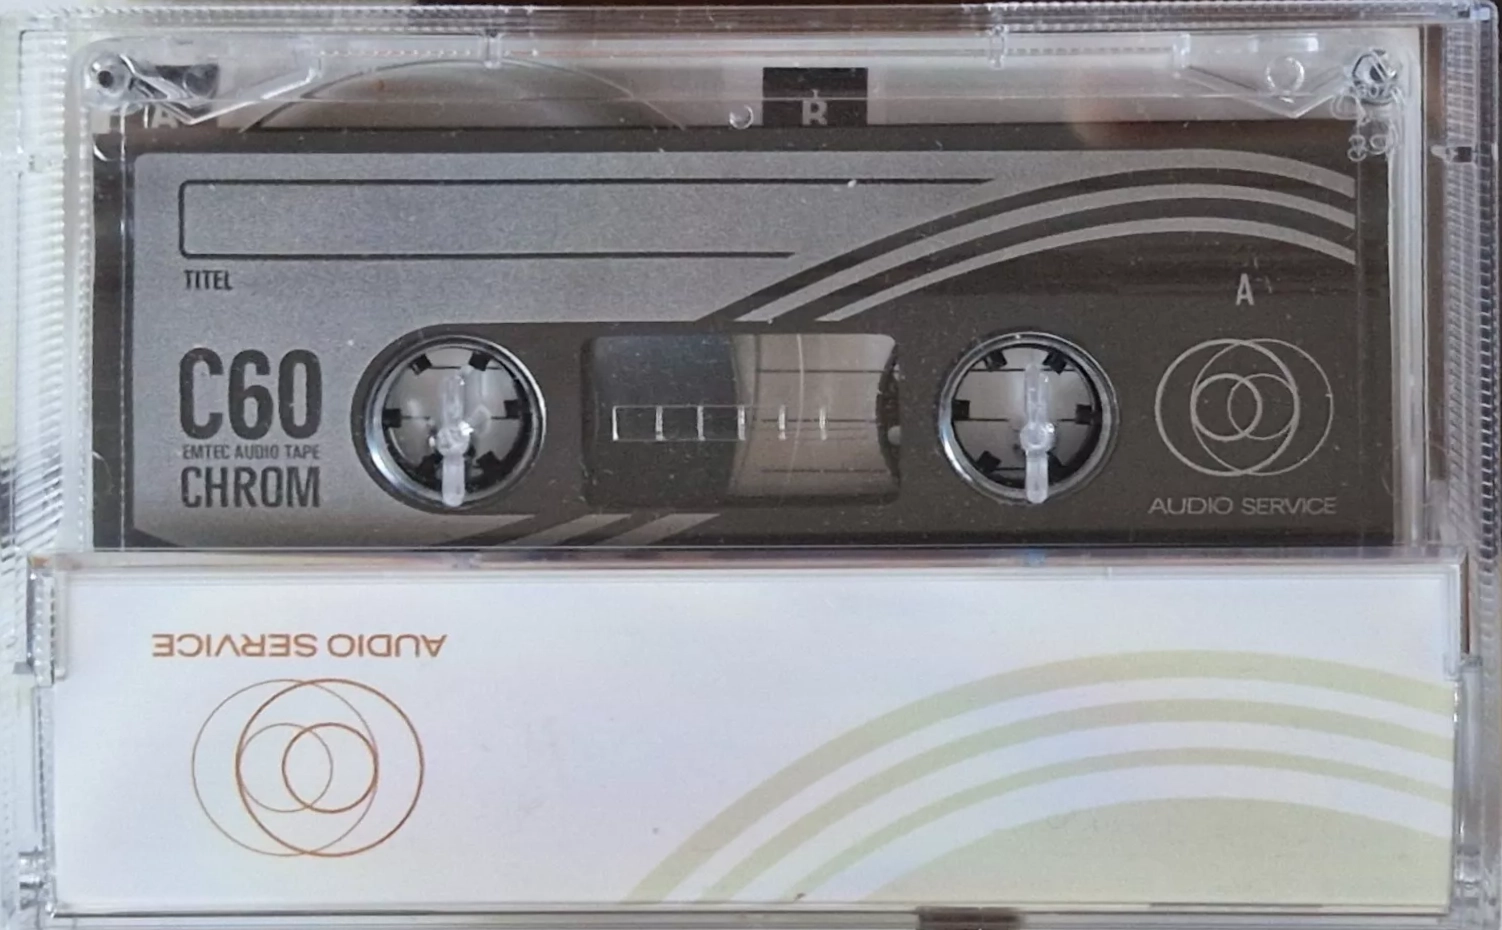 A
B
TITEL
A
C60
EMTEC AUDIO TAPE
CHROM
AUDIO SERVICE
AUDIO SERVICE